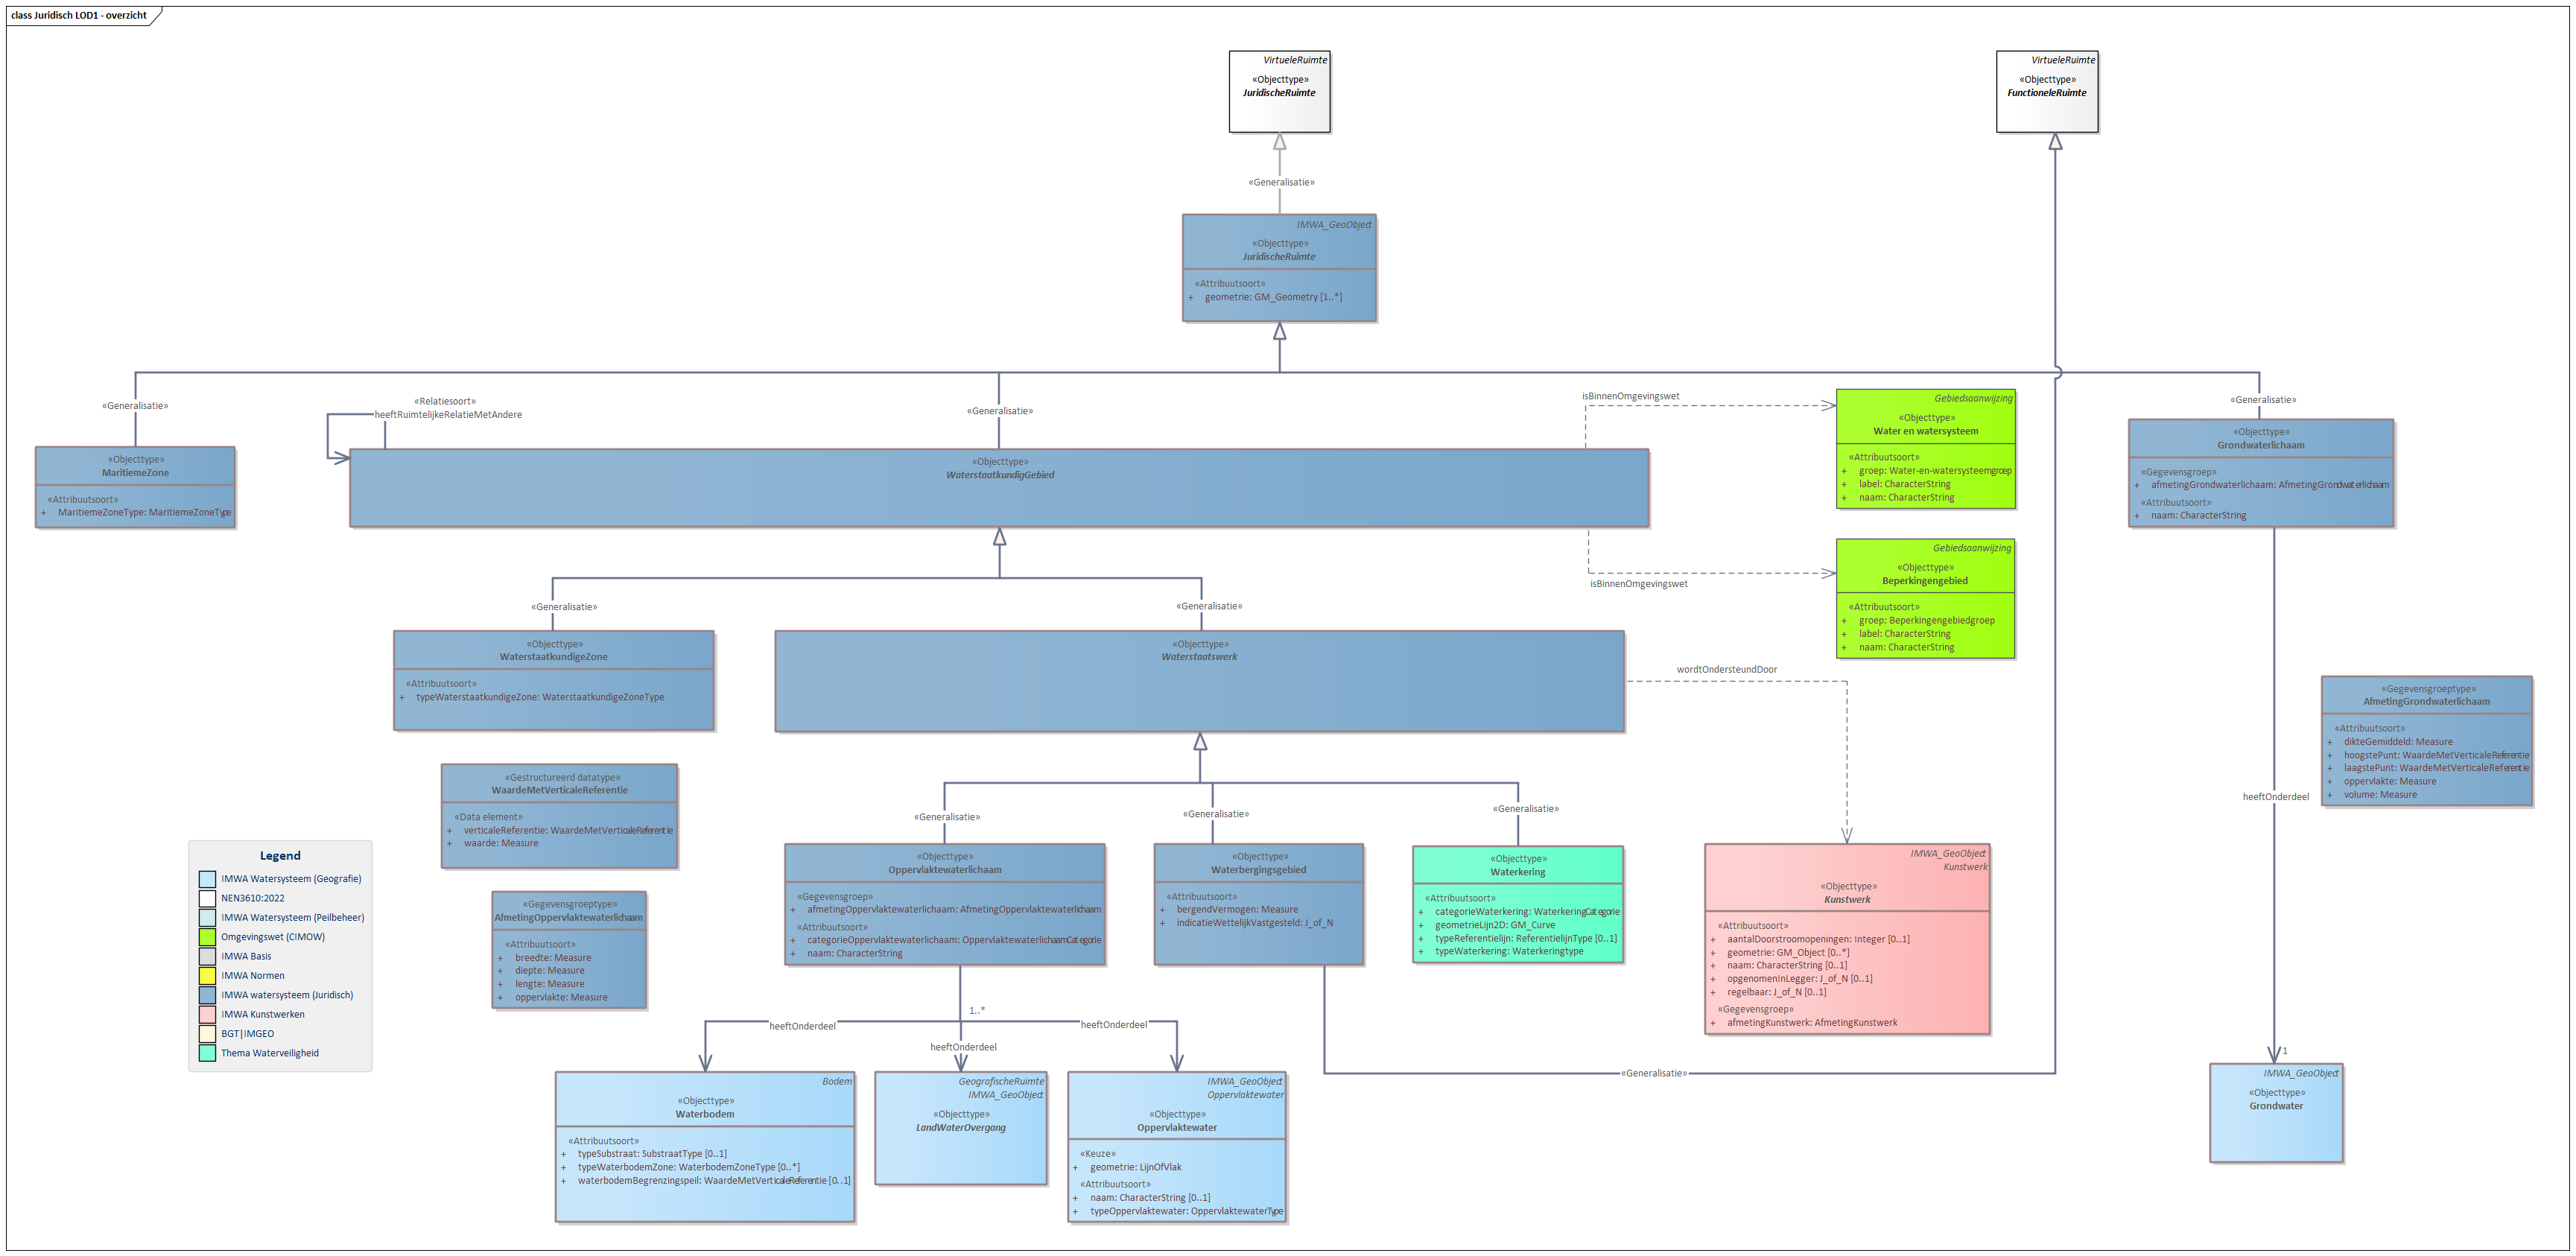 class Juridisch LOD1 - overzicht
VirtueleRuimte
«Objecttype»
JuridischeRuimte
VirtueleRuimte
«Objecttype»
FunctioneleRuimte
«Generalisatie»
IMWA_GeoObject
«Objecttype»
JuridischeRuimte
«Attribuutsoort»
+ geometrie: GM_Geometry [1..*]
«Generalisatie»
«Relatiesoort»
heeftRuimtelijkeRelatieMetAndere
«Generalisatie»
isBinnenOmgevingswet
«Generalisatie»
«Objecttype»
MaritiemeZone
«Attribuutsoort»
+ MaritiemeZoneType: MaritiemeZoneType
«Objecttype»
WaterstaatkundigGebied
Gebiedsaanwijzing
«Objecttype»
Water en watersysteem
«Attribuutsoort»
+ groep: Water-en-watersysteemgroep
+ label: CharacterString
+ naam: CharacterString
«Objecttype»
Grondwaterlichaam
«Gegevensgroep»
+ afmetingGrondwaterlichaam: AfmetingGrondwaterlichaam
«Attribuutsoort»
+ naam: CharacterString
isBinnenOmgevingswet
Gebiedsaanwijzing
«Objecttype»
Beperkingengebied
«Attribuutsoort»
+ groep: Beperkingengebiedgroep
+ label: CharacterString
+ naam: CharacterString
«Generalisatie»
«Generalisatie»
«Objecttype»
WaterstaatkundigeZone
«Attribuutsoort»
+ typeWaterstaatkundigeZone: WaterstaatkundigeZoneType
«Objecttype»
Waterstaatswerk
wordtOndersteundDoor
«Gegevensgroeptype»
AfmetingGrondwaterlichaam
«Attribuutsoort»
+ dikteGemiddeld: Measure
+ hoogstePunt: WaardeMetVerticaleReferentie
+ laagstePunt: WaardeMetVerticaleReferentie
+ oppervlakte: Measure
+ volume: Measure
heeftOnderdeel
«Gestructureerd datatype»
WaardeMetVerticaleReferentie
«Data element»
+ verticaleReferentie: WaardeMetVerticaleReferentie
+ waarde: Measure
«Generalisatie»
«Generalisatie»
«Generalisatie»
Legend
IMWA Watersysteem (Geografie)
NEN3610:2022
IMWA Watersysteem (Peilbeheer)
Omgevingswet (CIMOW)
IMWA Basis
IMWA Normen
IMWA watersysteem (Juridisch)
IMWA Kunstwerken
BGT|IMGEO
Thema Waterveiligheid
«Gegevensgroeptype»
AfmetingOppervlaktewaterlichaam
«Attribuutsoort»
+ breedte: Measure
+ diepte: Measure
+ lengte: Measure
+ oppervlakte: Measure
«Objecttype»
Oppervlaktewaterlichaam
«Gegevensgroep»
+ afmetingOppervlaktewaterlichaam: AfmetingOppervlaktewaterlichaam
«Attribuutsoort»
+ categorieOppervlaktewaterlichaam: OppervlaktewaterlichaamCategorie
+ naam: CharacterString
«Objecttype»
Waterbergingsgebied
«Attribuutsoort»
+ bergendVermogen: Measure
+ indicatieWettelijkVastgesteld: J_of_N
«Objecttype»
Waterkering
«Attribuutsoort»
+ categorieWaterkering: WaterkeringCategorie
+ geometrieLijn2D: GM_Curve
+ typeReferentielijn: ReferentielijnType [0..1]
+ typeWaterkering: Waterkeringtype
IMWA_GeoObject
Kunstwerk
«Objecttype»
Kunstwerk
«Attribuutsoort»
+ aantalDoorstroomopeningen: Integer [0..1]
+ geometrie: GM_Object [0..*]
+ naam: CharacterString [0..1]
+ opgenomenInLegger: J_of_N [0..1]
+ regelbaar: J_of_N [0..1]
«Gegevensgroep»
+ afmetingKunstwerk: AfmetingKunstwerk
1..*
heeftOnderdeel
heeftOnderdeel
heeftOnderdeel
«Generalisatie»
1
Bodem
«Objecttype»
Waterbodem
«Attribuutsoort»
+ typeSubstraat: SubstraatType [0..1]
+ typeWaterbodemZone: WaterbodemZoneType [0..*]
+ waterbodemBegrenzingspeil: WaardeMetVerticaleReferentie [0..1]
GeografischeRuimte
IMWA_GeoObject
«Objecttype»
LandWaterOvergang
IMWA_GeoObject
Oppervlaktewater
«Objecttype»
Oppervlaktewater
«Keuze»
+ geometrie: LijnOfVlak
«Attribuutsoort»
+ naam: CharacterString [0..1]
+ typeOppervlaktewater: OppervlaktewaterType
IMWA_GeoObject
«Objecttype»
Grondwater